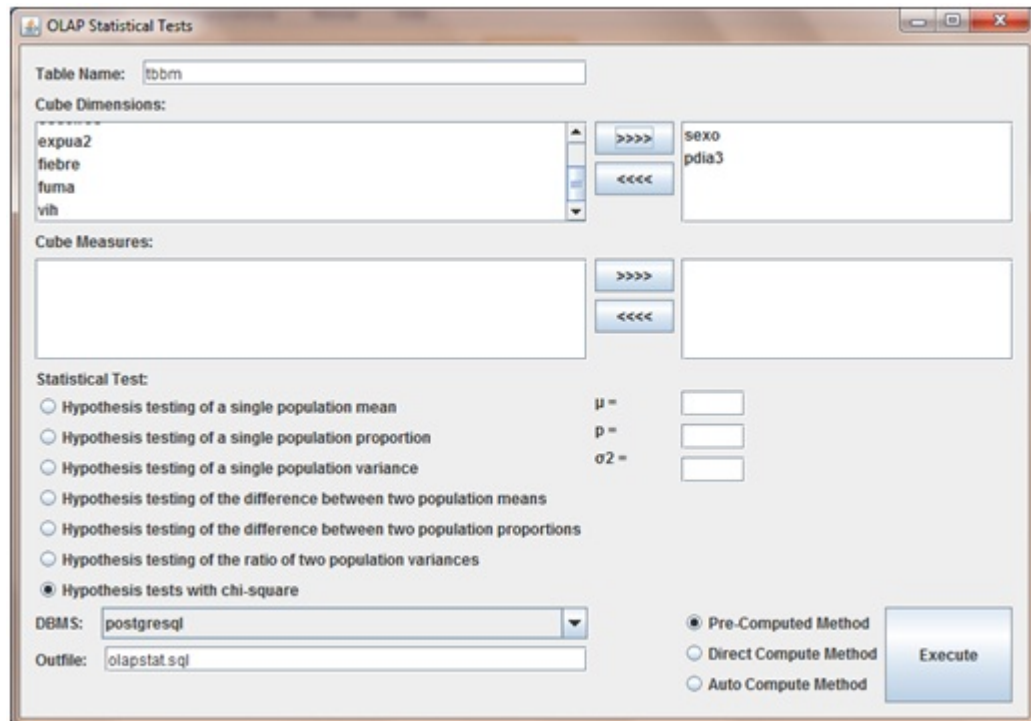 OLAP Statistical Tests
Table Name: tbbm
Cube Dimensions:
expua2
fiebre
fuma
vih
>>>>
<<<<
sexo
pdia3
Cube Measures:
>>>>
<<<<
Statistical Test:
Hypothesis testing of a single population mean
Hypothesis testing of a single population proportion
Hypothesis testing of a single population variance
Hypothesis testing of the difference between two population means
Hypothesis testing of the difference between two population proportions
Hypothesis testing of the ratio of two population variances
Hypothesis tests with chi-square
μ =
p =
σ2 =
DBMS: postgresql
Outfile: olapstat.sql
Pre-Computed Method
Direct Compute Method
Auto Compute Method
Execute